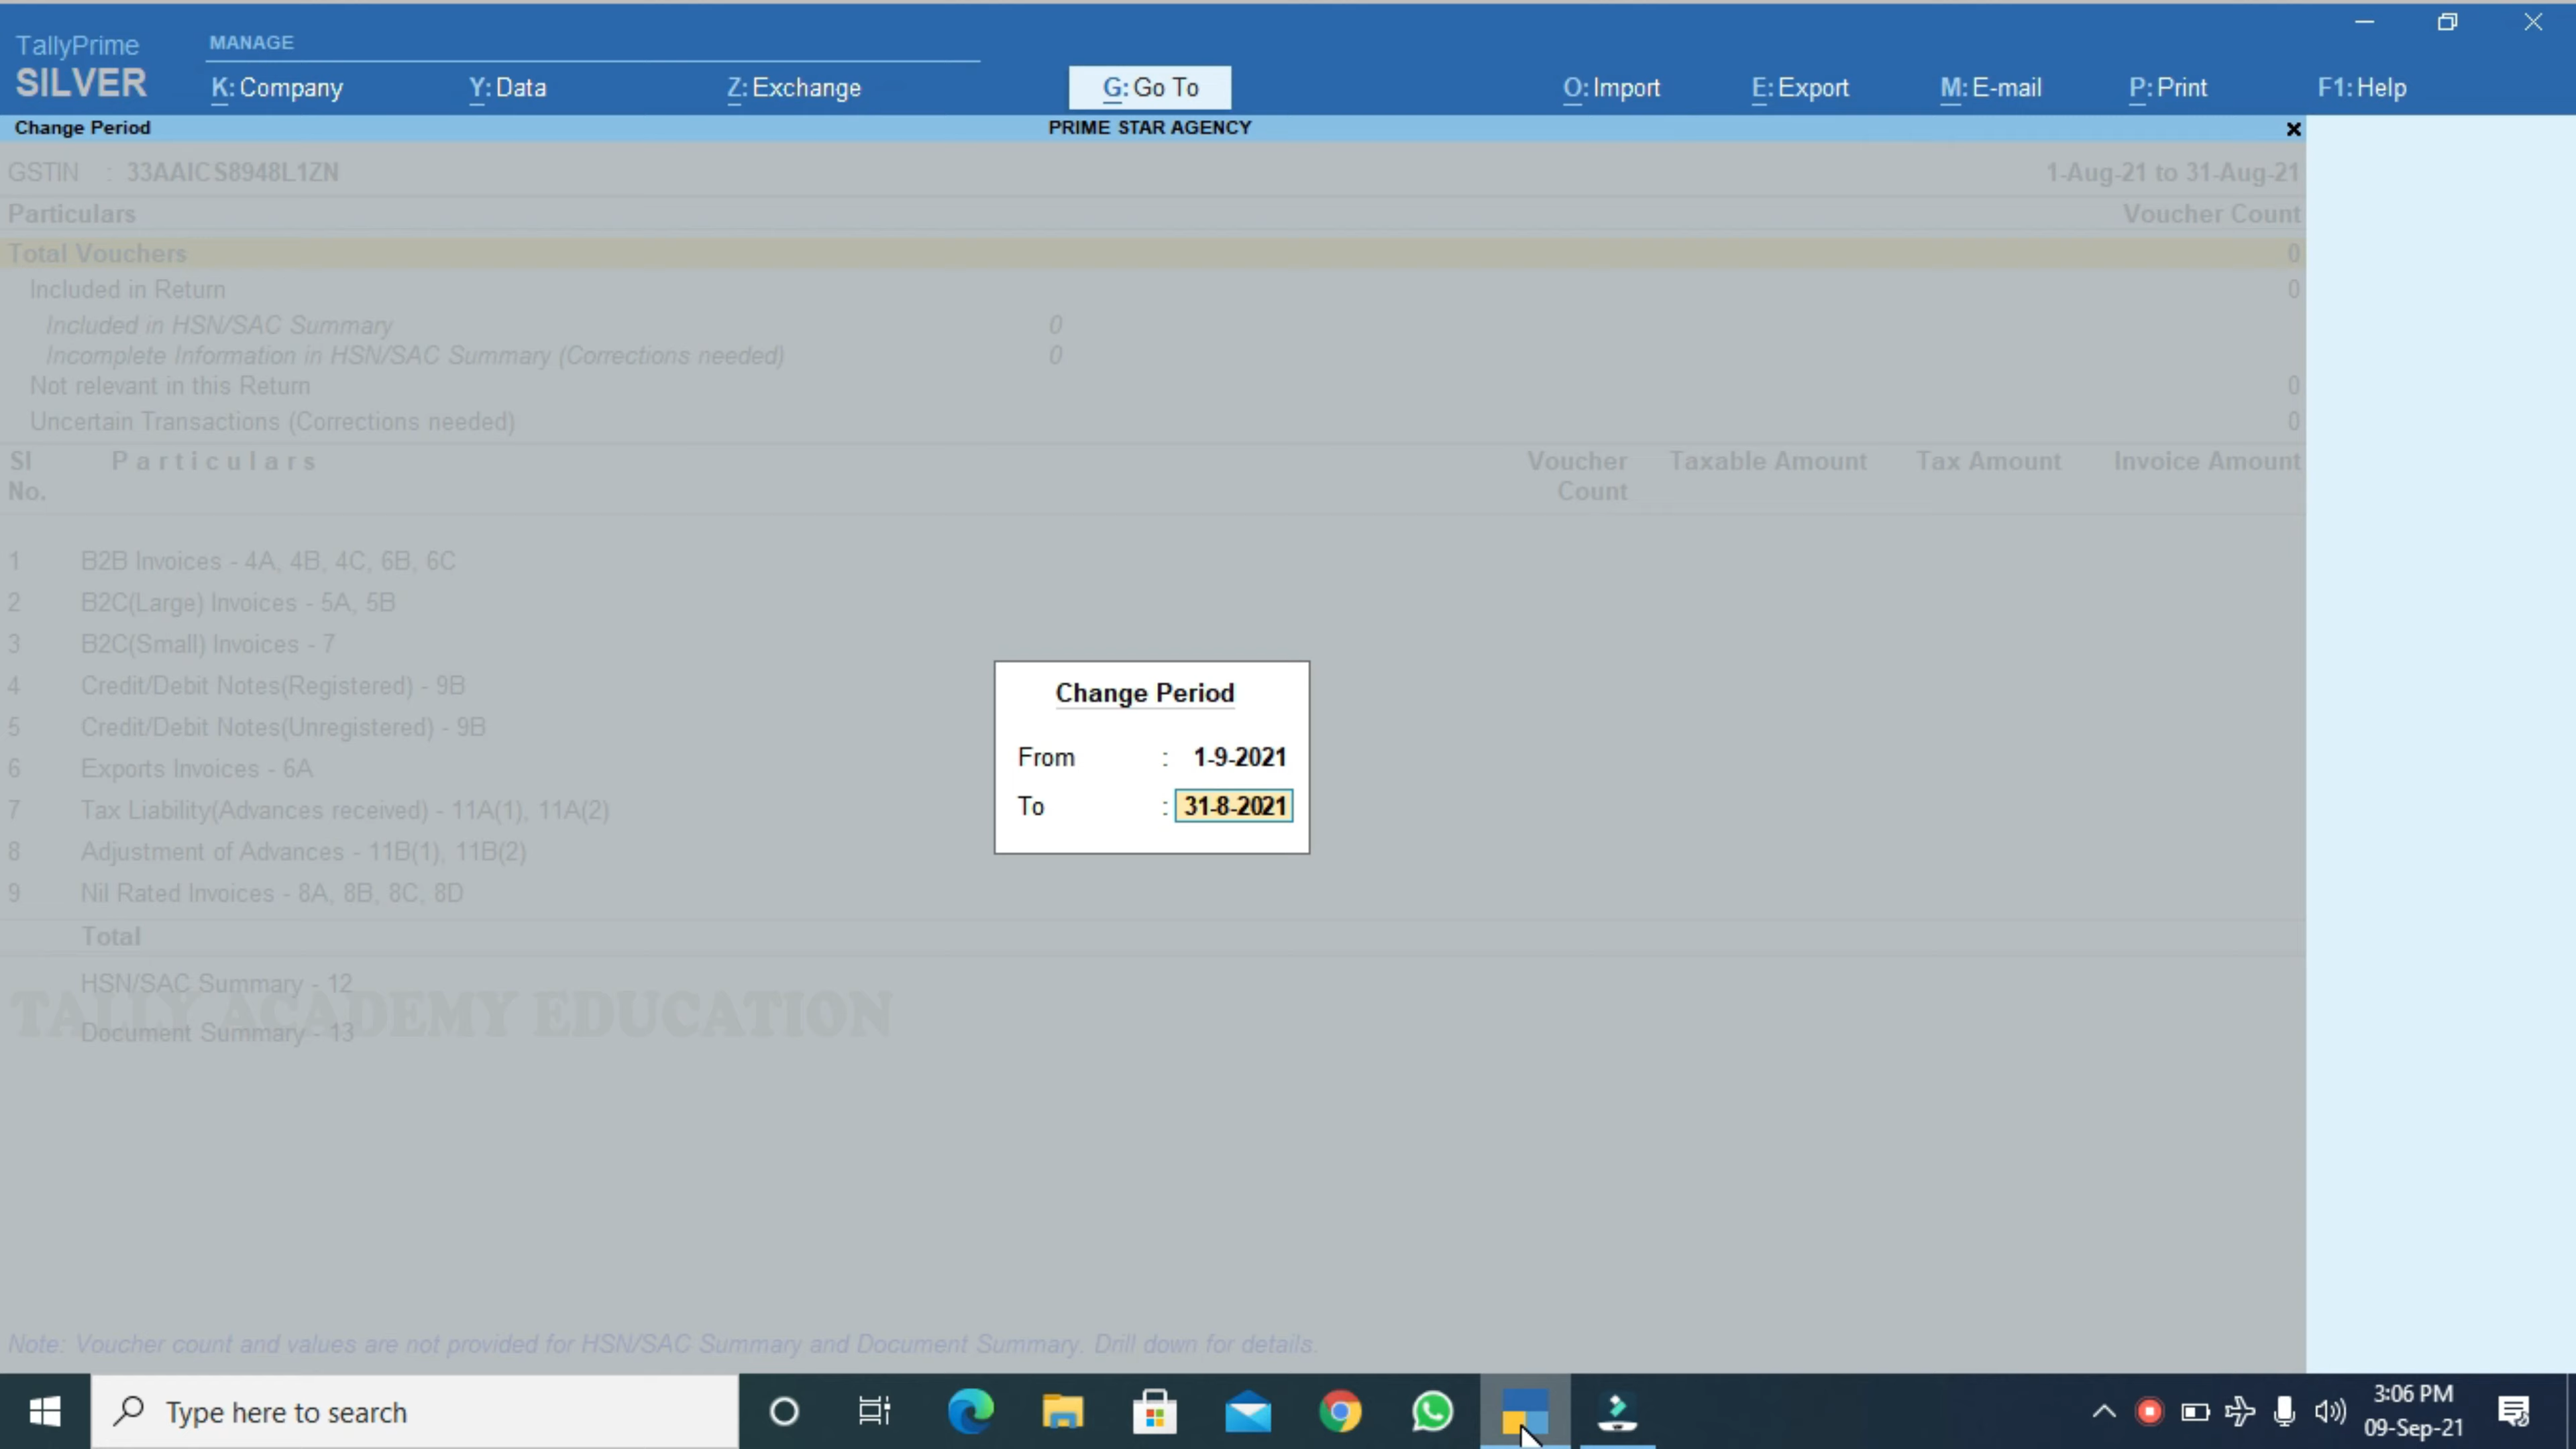 TallyPrime
SILVER
MANAGE
K: Company
Y: Data
Z: Exchange
G: Go To
O: Import
E: Export
M: E-mail
P: Print
F1: Help
Change Period
PRIME STAR AGENCY
GSTIN : 33AAICS8948L1ZN
1-Aug-21 to 31-Aug-21
Particulars Voucher Count
Total Vouchers 0
Included in Return 0
Included in HSN/SAC Summary 0
Incomplete Information in HSN/SAC Summary (Corrections needed) 0
Not relevant in this Return 0
Uncertain Transactions (Corrections needed) 0
Sl Particulars Voucher Taxable Amount Tax Amount Invoice Amount
No. Count
1 B2B Invoices - 4A, 4B, 4C, 6B, 6C
2 B2C(Large) Invoices - 5A, 5B
3 B2C(Small) Invoices - 7
4 Credit/Debit Notes(Registered) - 9B
5 Credit/Debit Notes(Unregistered) - 9B
6 Exports Invoices - 6A
7 Tax Liability(Advances received) - 11A(1), 11A(2)
8 Adjustment of Advances - 11B(1), 11B(2)
9 Nil Rated Invoices - 8A, 8B, 8C, 8D
Total
HSN/SAC Summary - 12
TALLY ACADEMY EDUCATION
Document Summary - 13
Change Period
From : 1-9-2021
To : 31-8-2021
Note: Voucher count and values are not provided for HSN/SAC Summary and Document Summary. Drill down for details.
Type here to search
3:06 PM
09-Sep-21